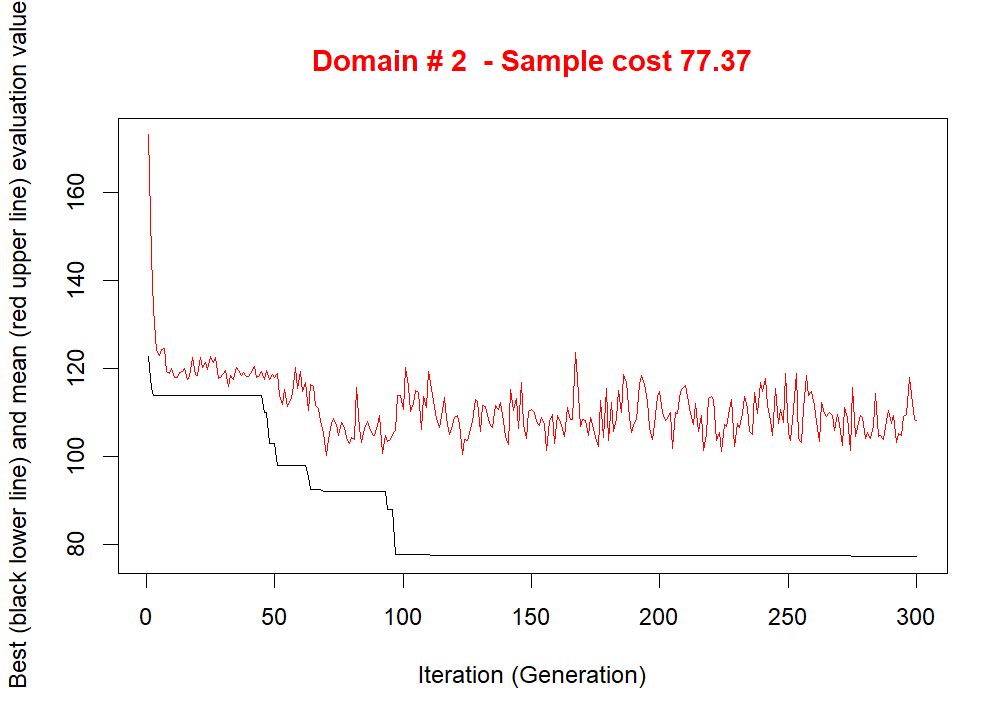 Domain # 2  - Sample cost 77.37
Best (black lower line) and mean (red upper line) evaluation value
160
140
120
100
80
0 50 100 150 200 250 300
Iteration (Generation)